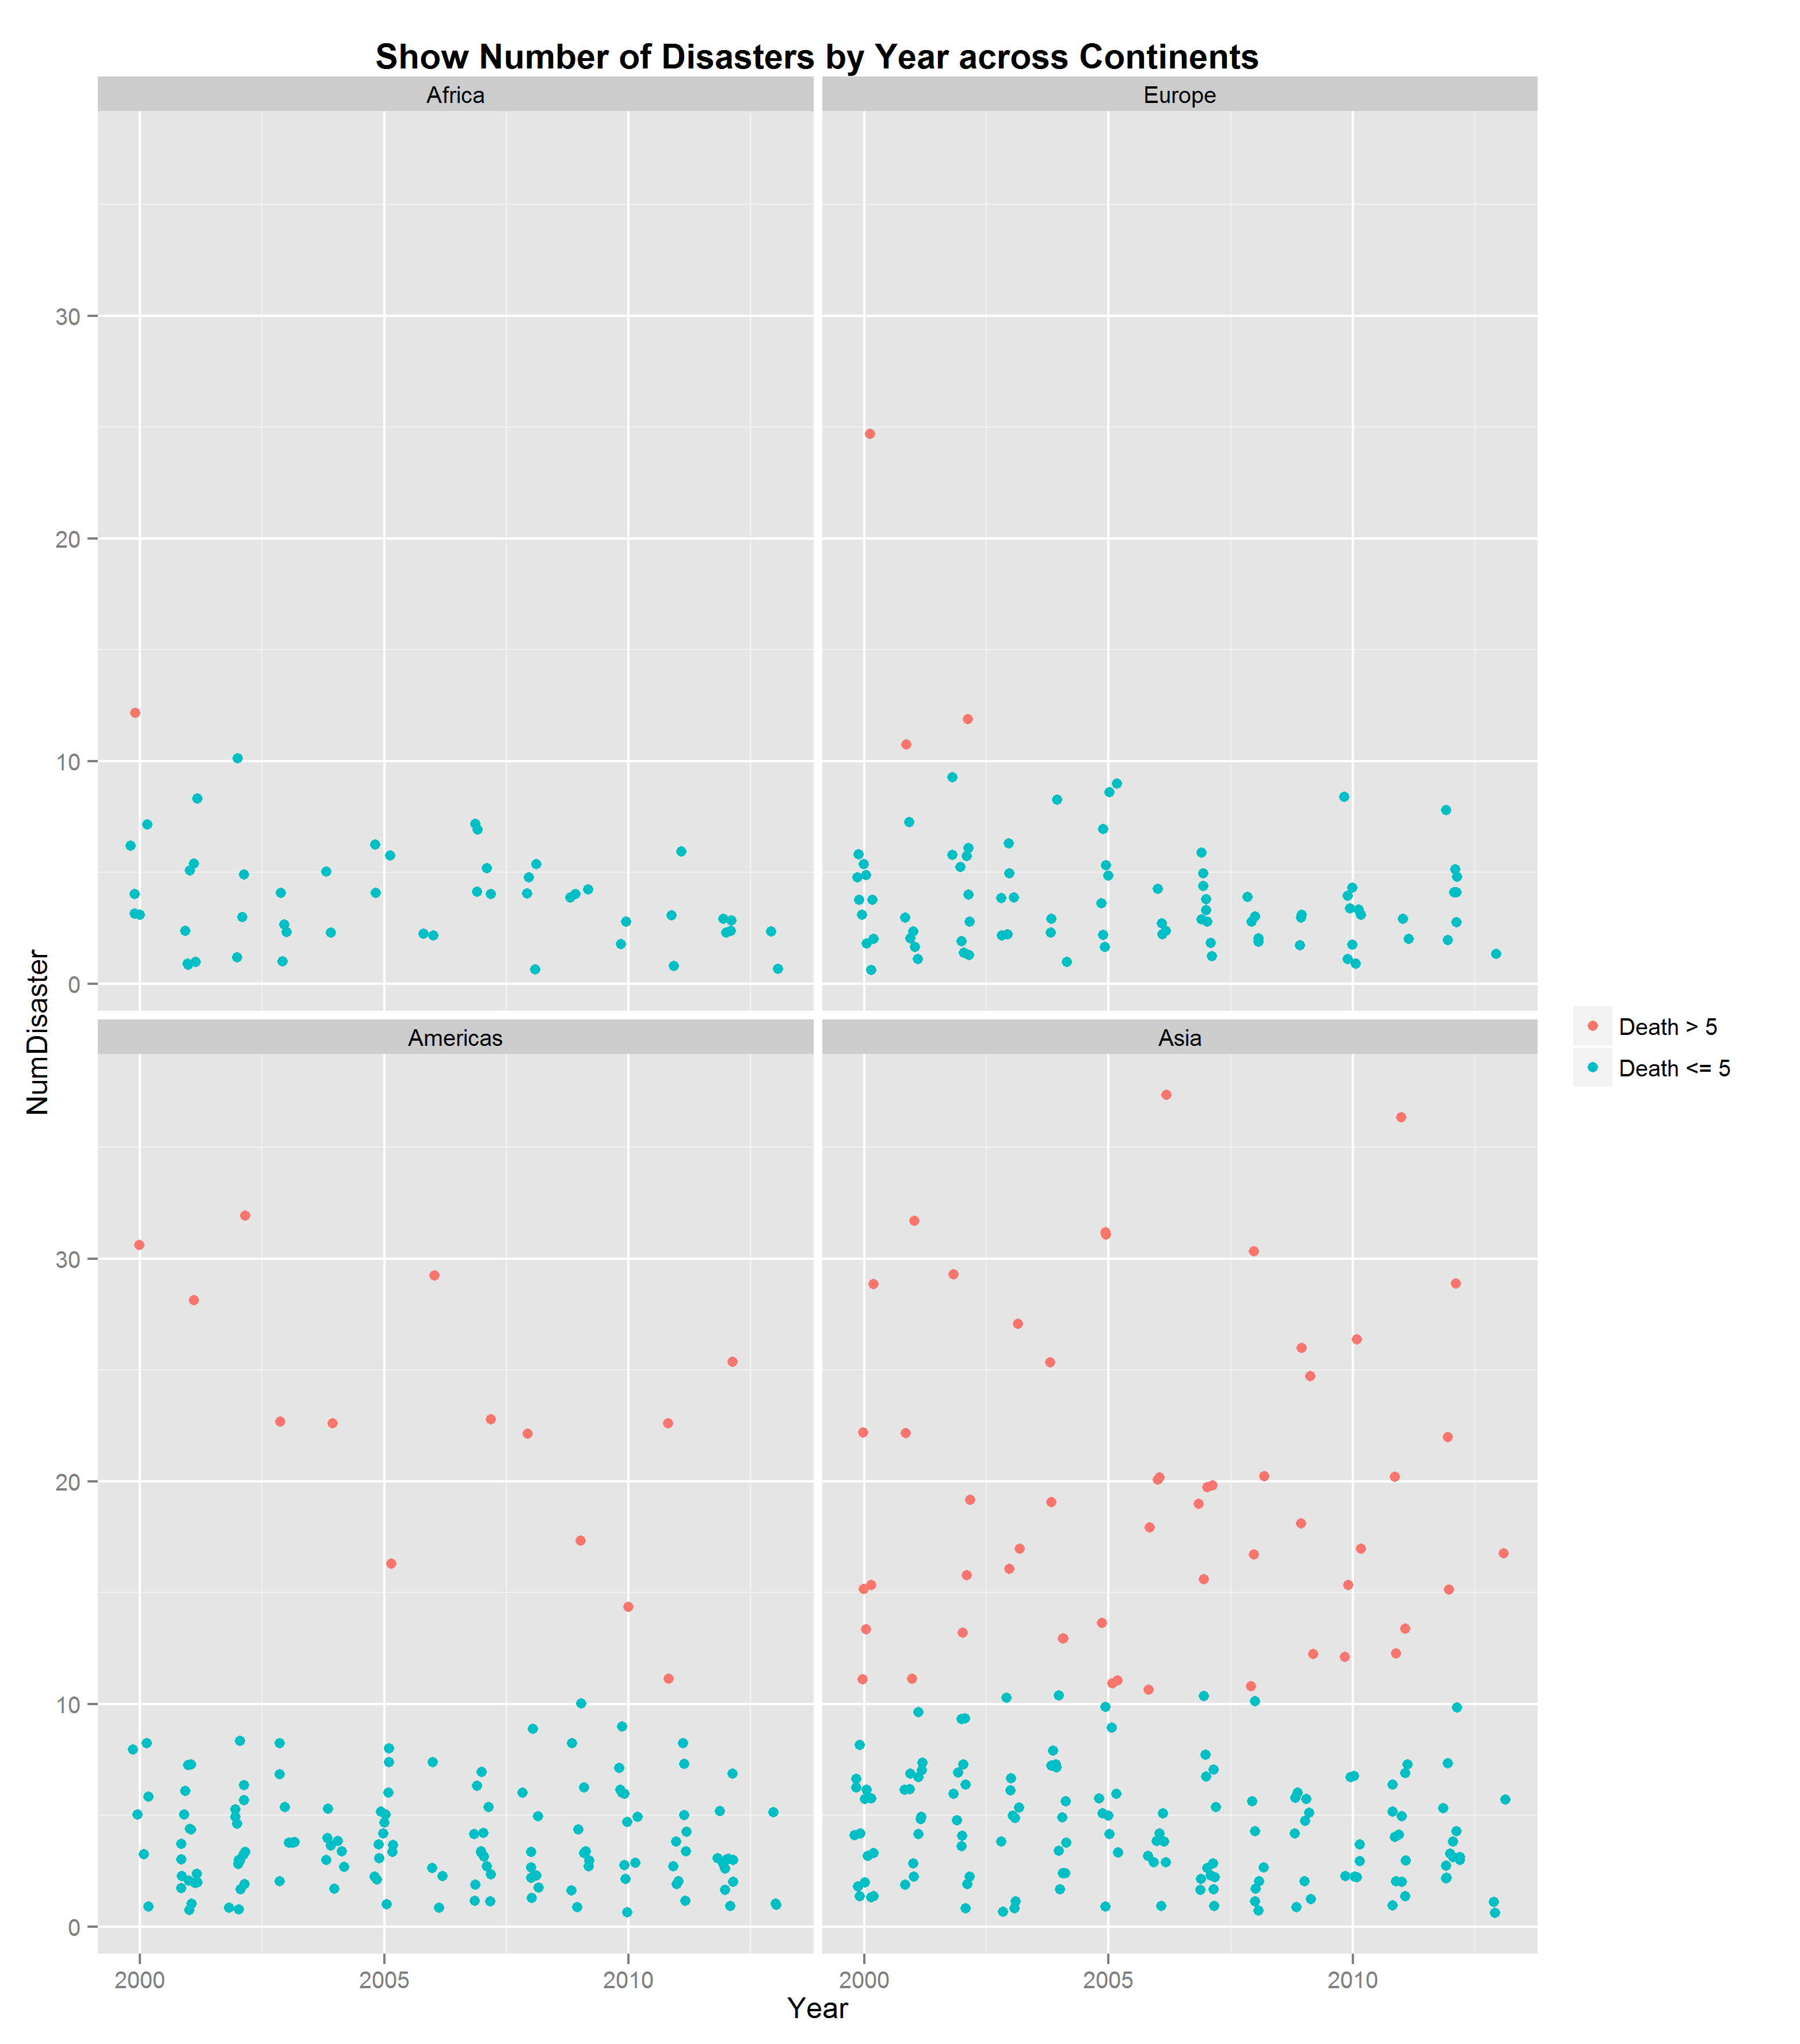 Show Number of Disasters by Year across Continents
Africa
Europe
30
20
10
0
NumDisaster
Americas
Asia
30
20
10
0
2000
2005
2010
2000
2005
2010
Year
Death > 5
Death <= 5